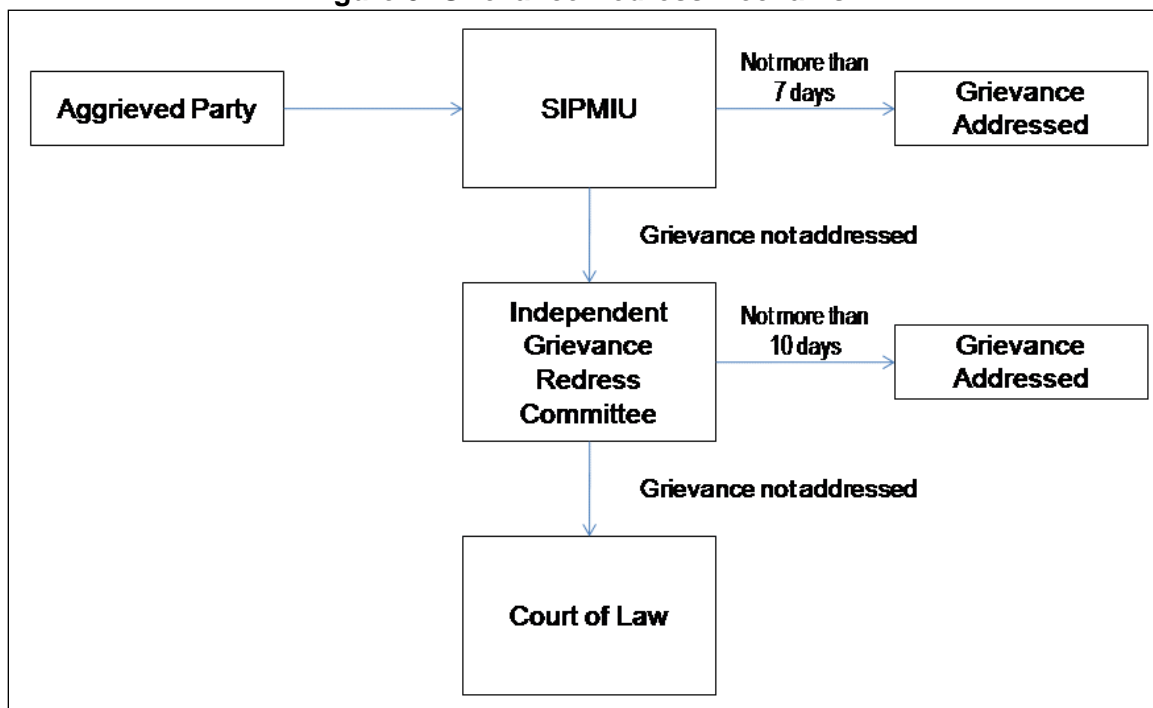 Aggrieved Party
SIPMIU
Not more than
7 days
Grievance
Addressed
Grievance not addressed
Independent
Grievance
Redress
Committee
Not more than
10 days
Grievance
Addressed
Grievance not addressed
Court of Law